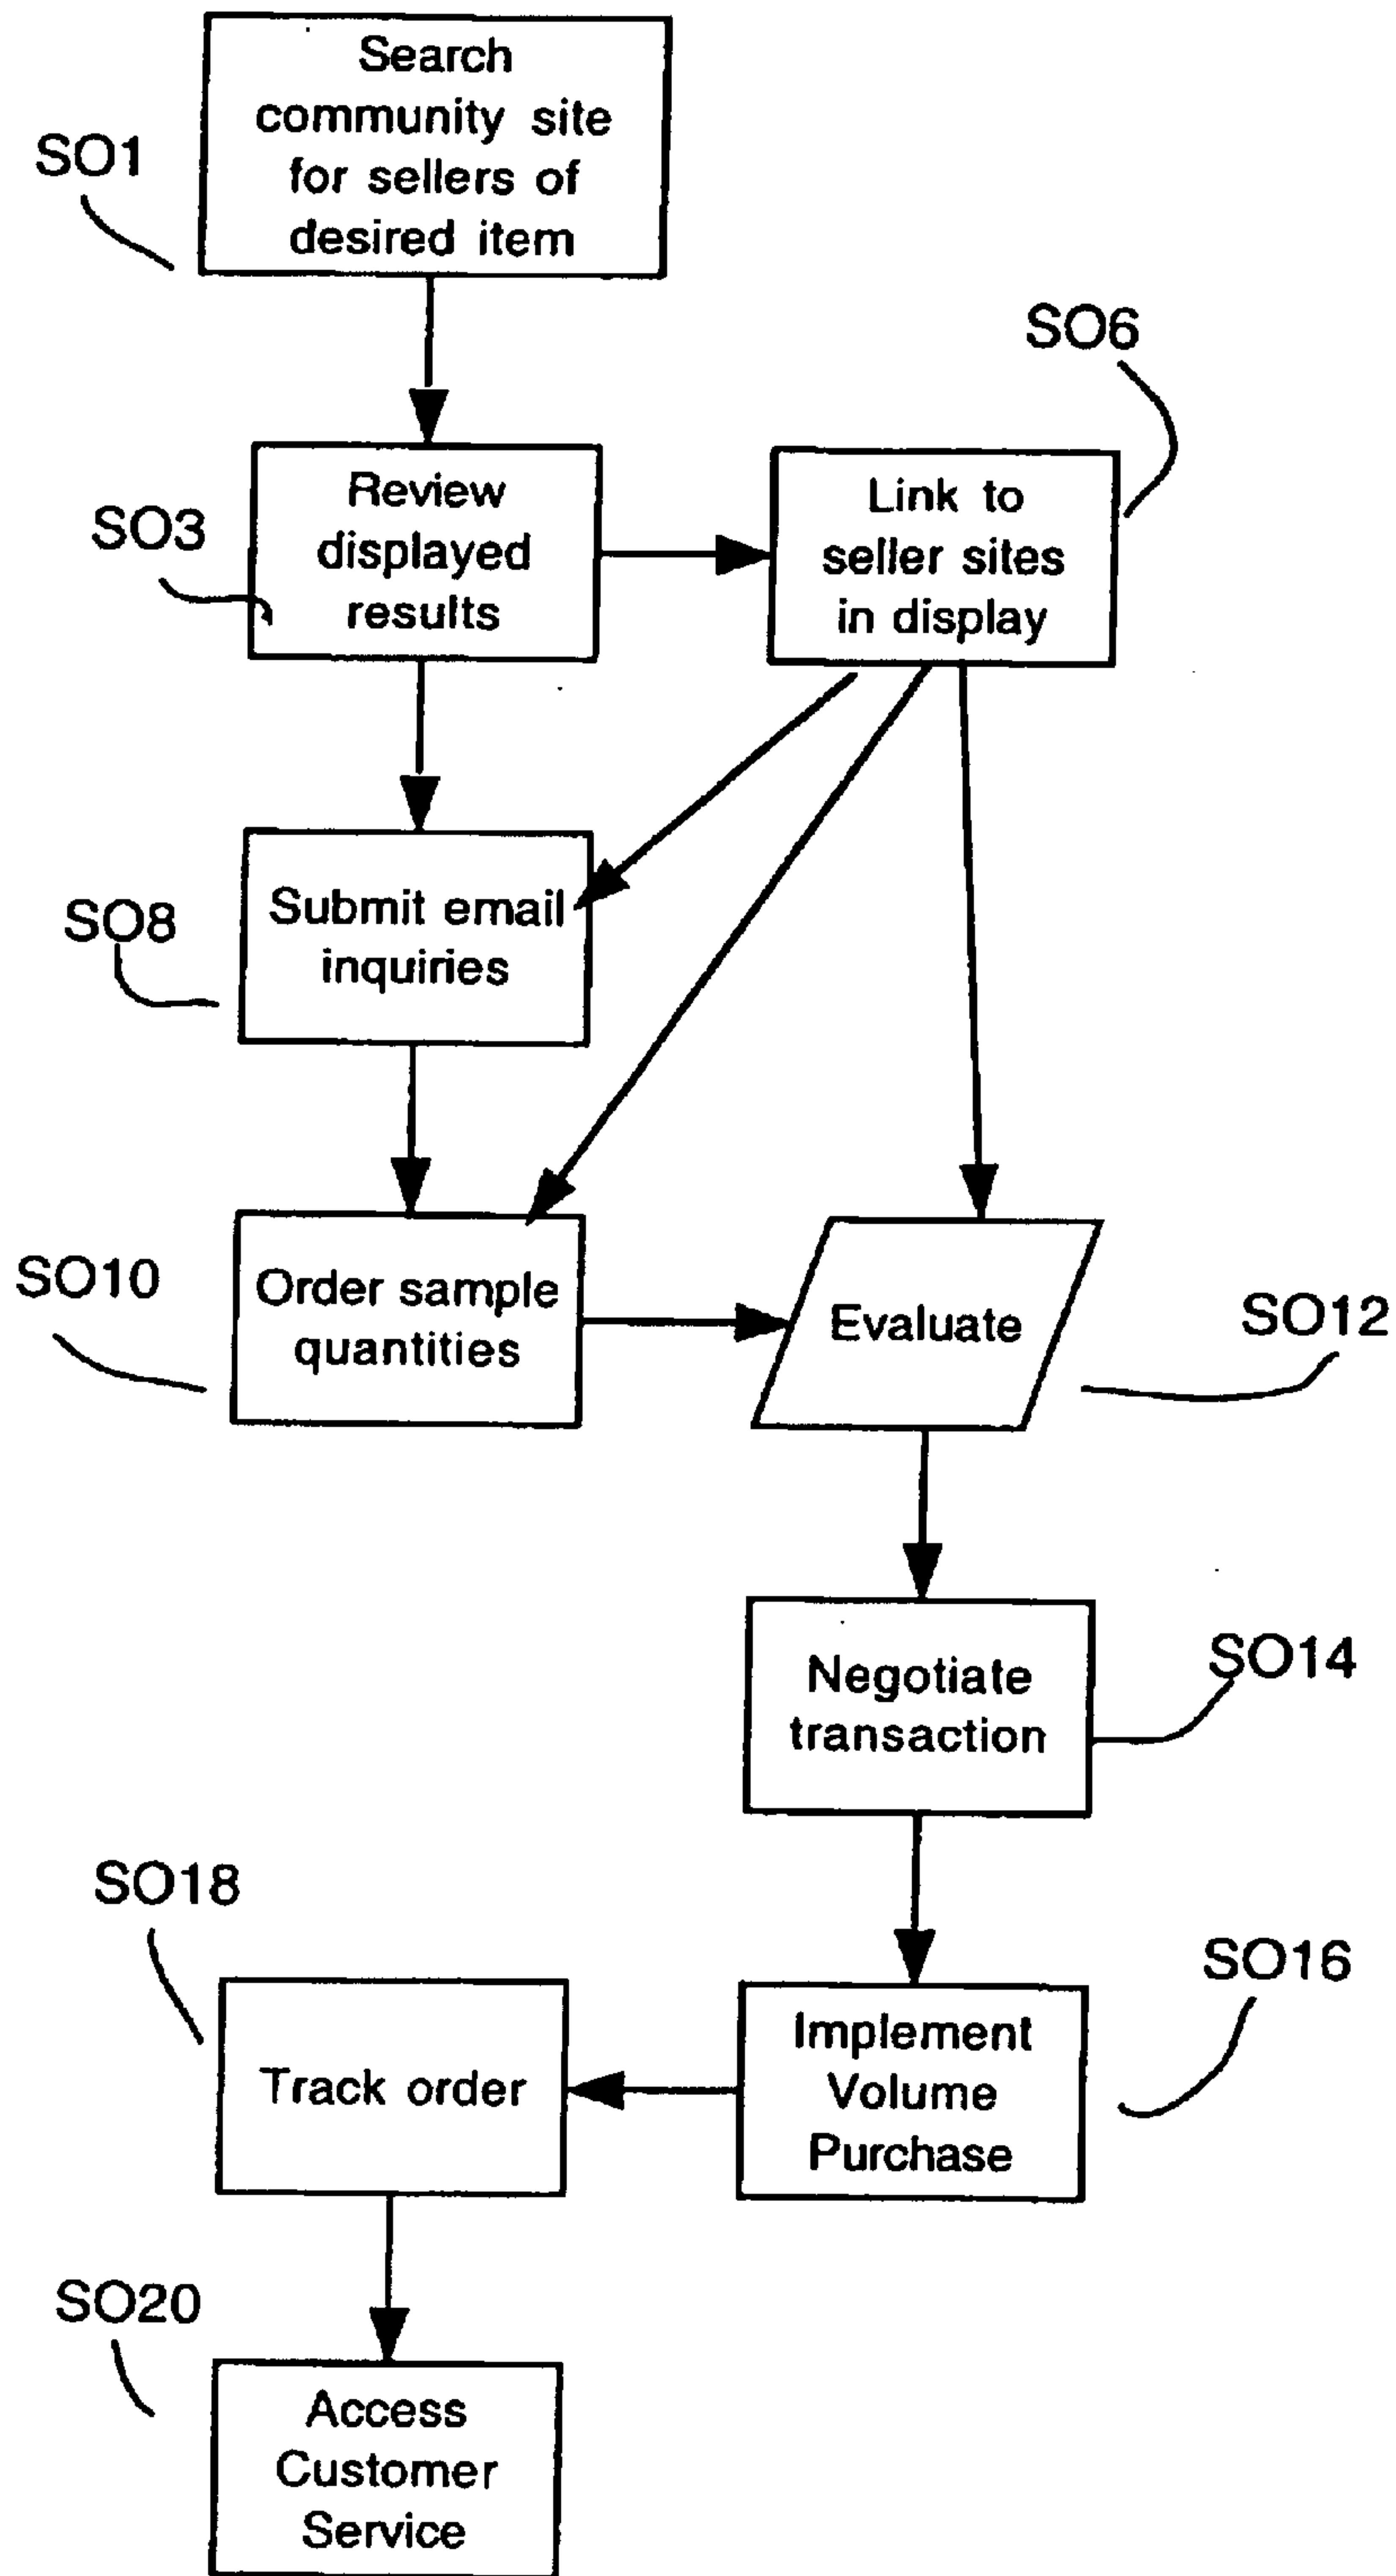 Search
community site
for sellers of
desired item
SO1
SO6
Review
displayed
results
SO3
Link to
seller sites
in display
Submit email
inquiries
SO8
Order sample
quantities
SO10
Evaluate
SO12
Negotiate
transaction
SO14
SO18
Track order
Implement
Volume
Purchase
SO16
SO20
Access
Customer
Service